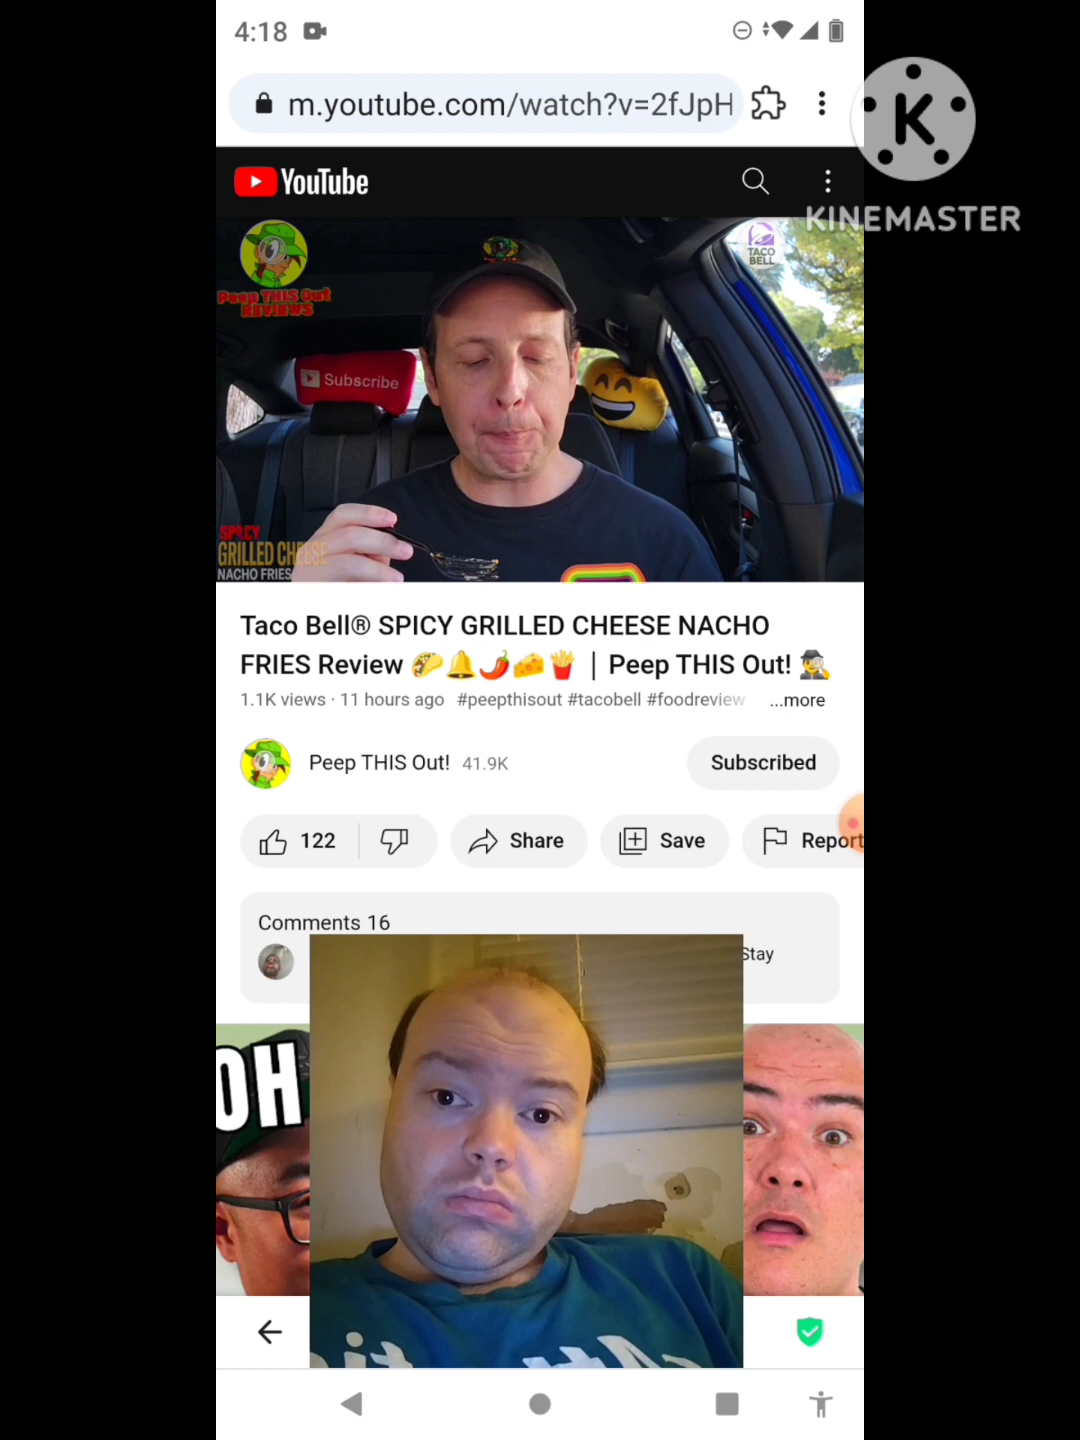 4:18
m.youtube.com/watch?v=2fJpH
K
KINEMASTER
YouTube
Peep THIS Out
REVIEWS
TACO
BELL
Subscribe
SPICY
GRILLED CHEESE
NACHO FRIES
Taco Bell® SPICY GRILLED CHEESE NACHO
FRIES Review 🌮🔔🌶️🧀🍟 | Peep THIS Out! 🕵️‍♂️
1.1K views · 11 hours ago #peepthisout #tacobell #foodreview ...more
Peep THIS Out! 41.9K Subscribed
122 Share Save Report
Comments 16
Stay
OH